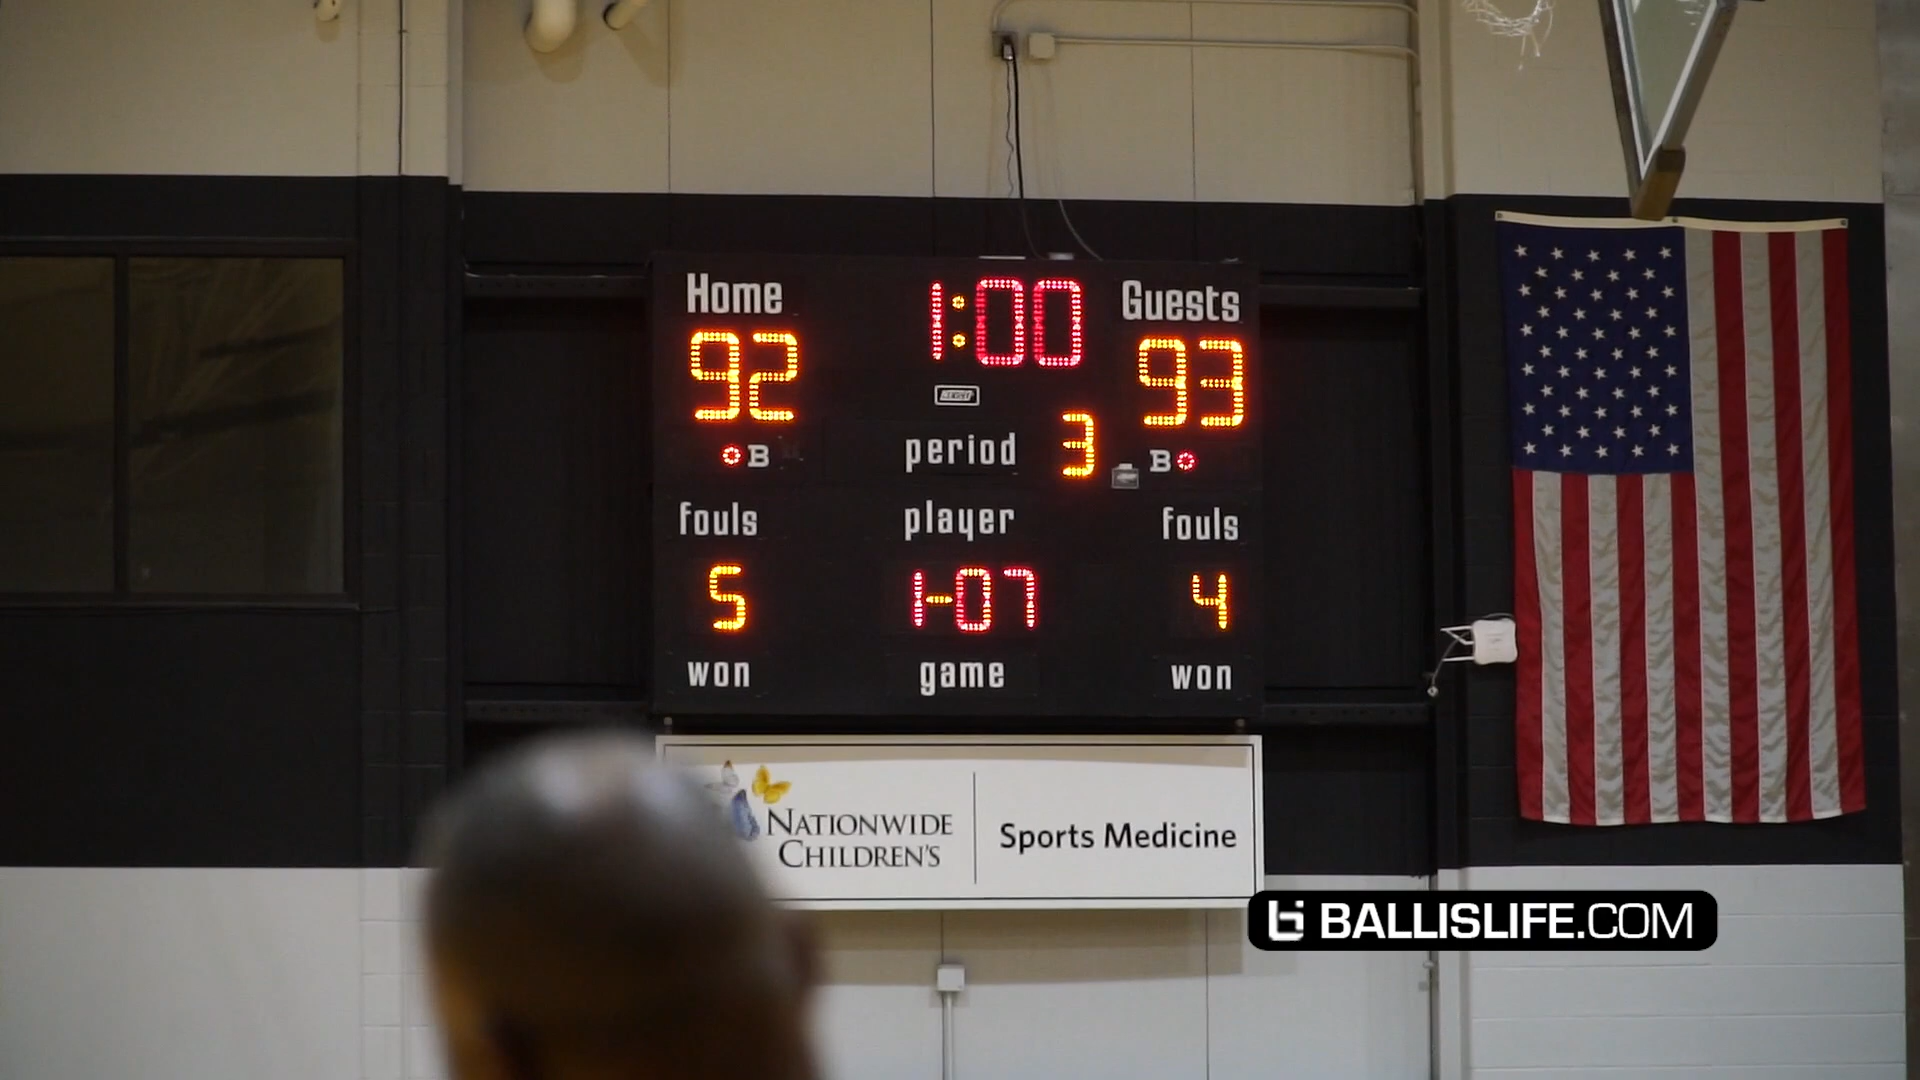 Home 1:00 Guests
92 93
B period 3 B
fouls player fouls
5 1-07 4
won game won
NATIONWIDE
CHILDREN'S
Sports Medicine
BALLISLIFE.COM